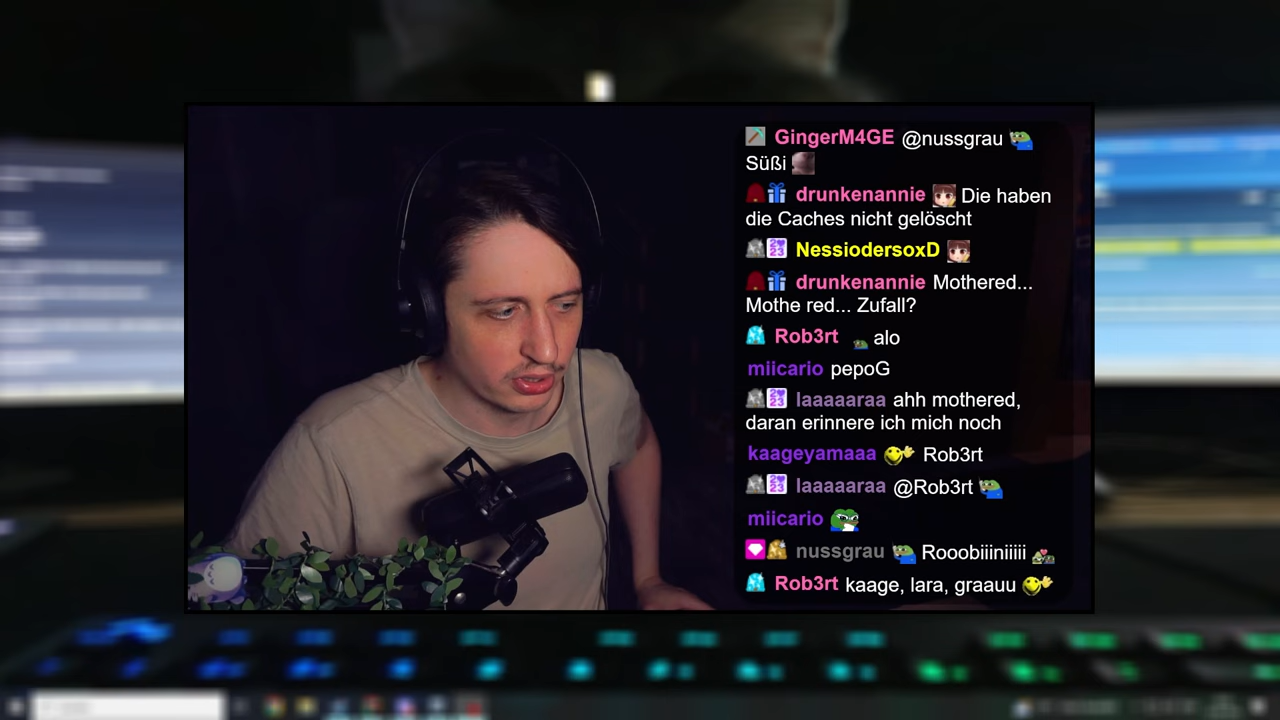 GingerM4GE @nussgrau
Süßi
drunkenannie Die haben
die Caches nicht gelöscht
NessiodersoxD
drunkenannie Mothered...
Mothe red... Zufall?
Rob3rt alo
miicario pepoG
laaaaaraa ahh mothered,
daran erinnere ich mich noch
kaageyamaaa Rob3rt
laaaaaraa @Rob3rt
miicario
nussgrau Rooobiiiniiiii
Rob3rt kaage, lara, graauu